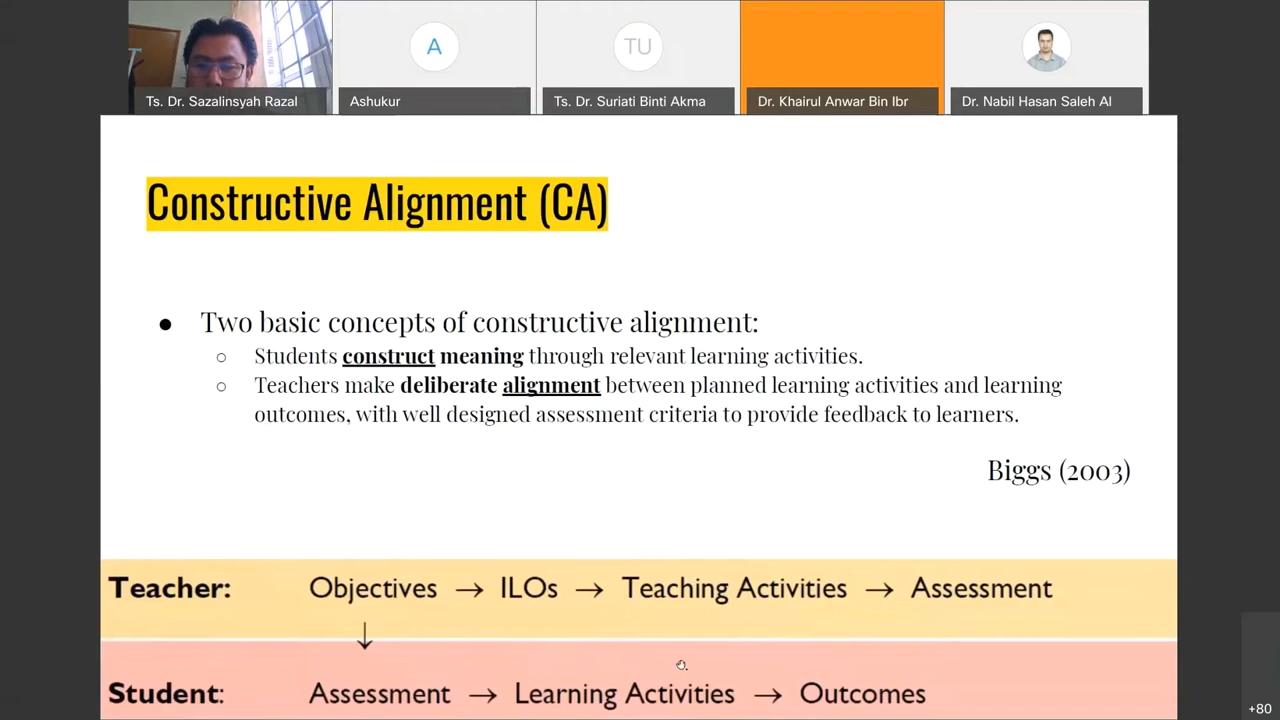 A
TU
Ts. Dr. Sazalinsyah Razal
Ashukur
Ts. Dr. Suriati Binti Akma
Dr. Khairul Anwar Bin Ibr
Dr. Nabil Hasan Saleh Al
Constructive Alignment (CA)
● Two basic concepts of constructive alignment:
○ Students construct meaning through relevant learning activities.
○ Teachers make deliberate alignment between planned learning activities and learning
outcomes, with well designed assessment criteria to provide feedback to learners.
Biggs (2003)
Teacher: Objectives → ILOs → Teaching Activities → Assessment
↓
Student: Assessment → Learning Activities → Outcomes
+80